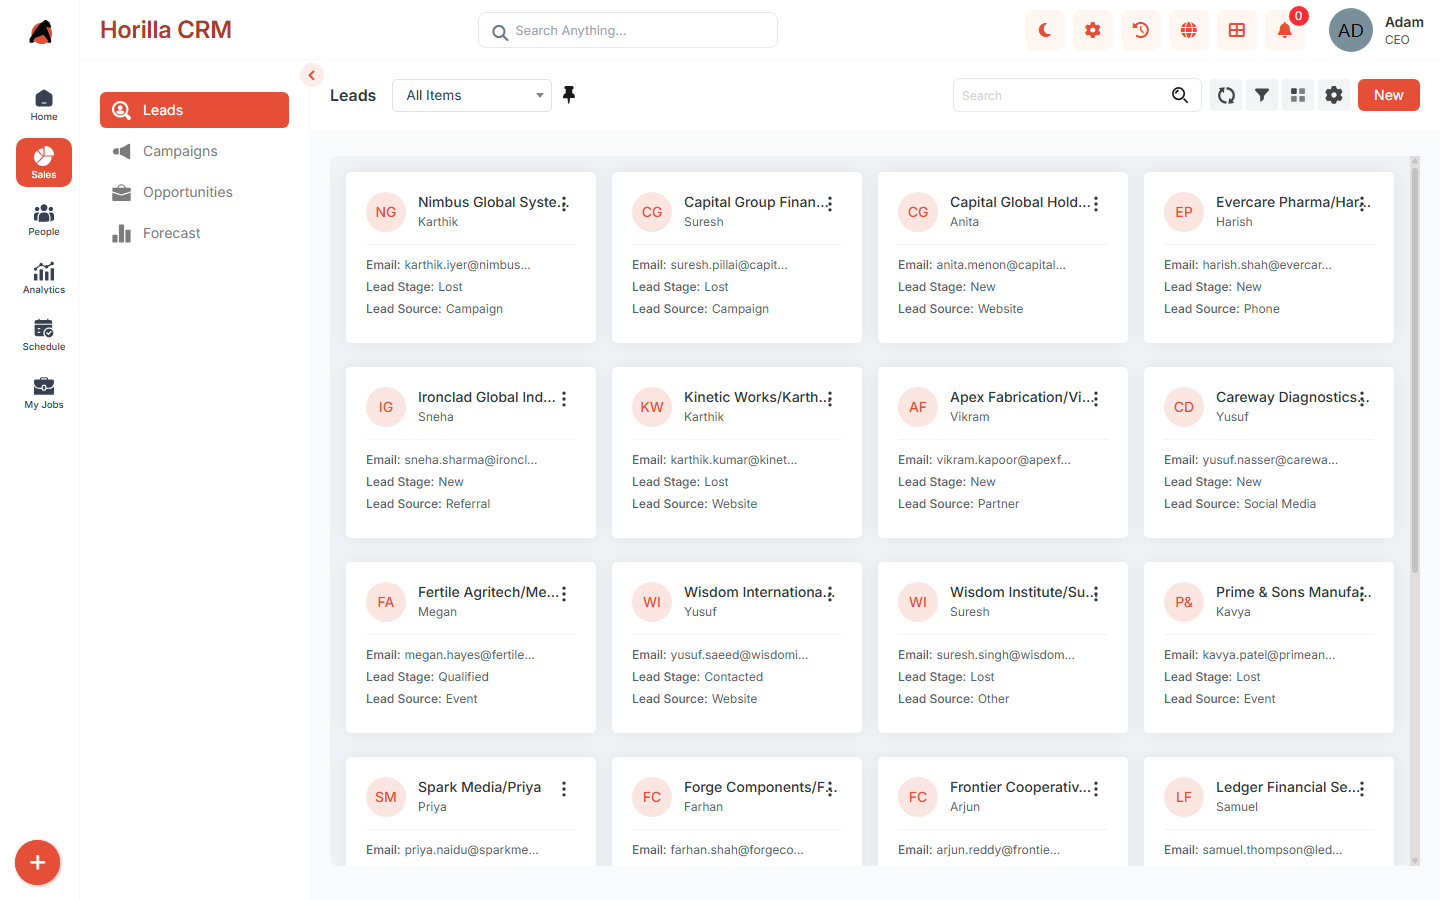 Horilla CRM
Search Anything...
0
AD
Adam
CEO
Home
Sales
People
Analytics
Schedule
My Jobs
Leads
Campaigns
Opportunities
Forecast
Leads
All Items
Search
New
NG
Nimbus Global Syste...
Karthik
Email: karthik.iyer@nimbus...
Lead Stage: Lost
Lead Source: Campaign
CG
Capital Group Finan...
Suresh
Email: suresh.pillai@capit...
Lead Stage: Lost
Lead Source: Campaign
CG
Capital Global Hold...
Anita
Email: anita.menon@capital...
Lead Stage: New
Lead Source: Website
EP
Evercare Pharma/Har...
Harish
Email: harish.shah@evercar...
Lead Stage: New
Lead Source: Phone
IG
Ironclad Global Ind...
Sneha
Email: sneha.sharma@ironcl...
Lead Stage: New
Lead Source: Referral
KW
Kinetic Works/Karth...
Karthik
Email: karthik.kumar@kinet...
Lead Stage: Lost
Lead Source: Website
AF
Apex Fabrication/Vi...
Vikram
Email: vikram.kapoor@apexf...
Lead Stage: New
Lead Source: Partner
CD
Careway Diagnostics...
Yusuf
Email: yusuf.nasser@carewa...
Lead Stage: New
Lead Source: Social Media
FA
Fertile Agritech/Me...
Megan
Email: megan.hayes@fertile...
Lead Stage: Qualified
Lead Source: Event
WI
Wisdom Internationa...
Yusuf
Email: yusuf.saeed@wisdomi...
Lead Stage: Contacted
Lead Source: Website
WI
Wisdom Institute/Su...
Suresh
Email: suresh.singh@wisdom...
Lead Stage: Lost
Lead Source: Other
P&
Prime & Sons Manufa...
Kavya
Email: kavya.patel@primean...
Lead Stage: Lost
Lead Source: Event
SM
Spark Media/Priya
Priya
Email: priya.naidu@sparkme...
FC
Forge Components/F...
Farhan
Email: farhan.shah@forgeco...
FC
Frontier Cooperativ...
Arjun
Email: arjun.reddy@frontie...
LF
Ledger Financial Se...
Samuel
Email: samuel.thompson@led...